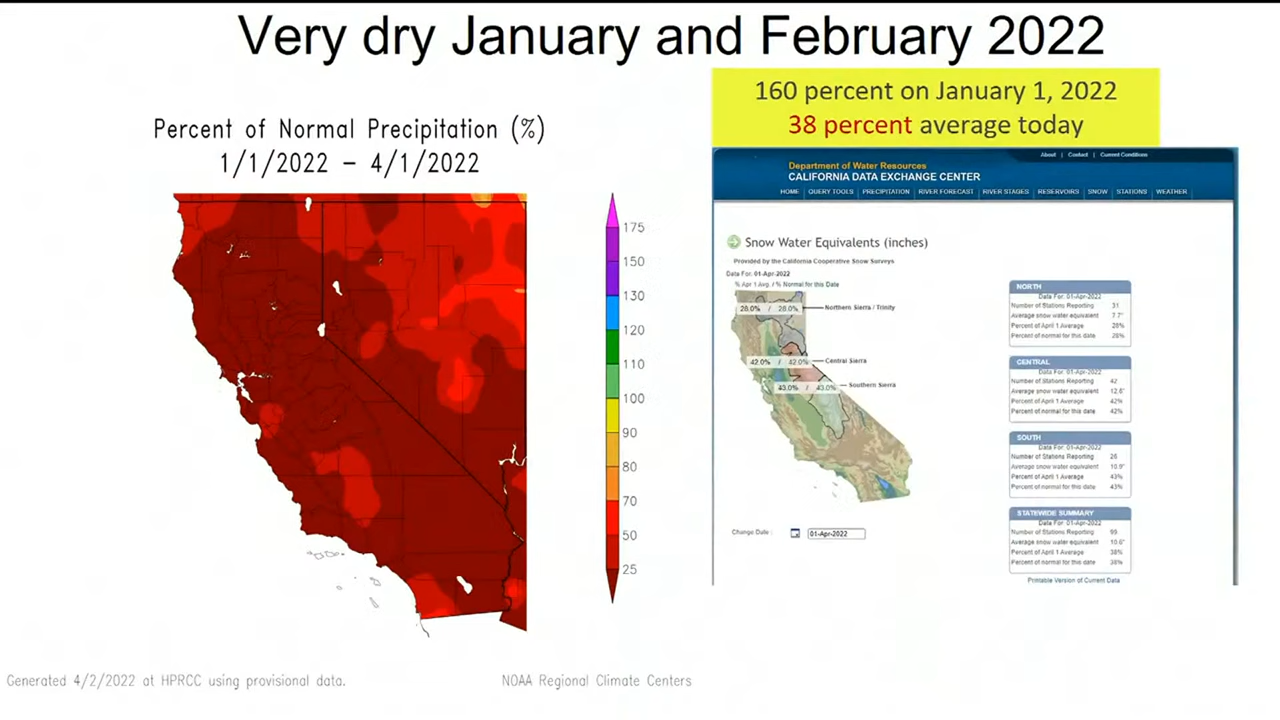 Very dry January and February 2022
160 percent on January 1, 2022
38 percent average today
Percent of Normal Precipitation (%)
1/1/2022 – 4/1/2022
175
150
130
120
110
100
90
80
70
50
25
Generated 4/2/2022 at HPRCC using provisional data.
NOAA Regional Climate Centers
About | Contact | Current Conditions
Department of Water Resources
CALIFORNIA DATA EXCHANGE CENTER
HOME QUERY TOOLS PRECIPITATION RIVER FORECAST RIVER STAGES RESERVOIRS SNOW STATIONS WEATHER
Snow Water Equivalents (inches)
Provided by the California Cooperative Snow Surveys
Data For: 01-Apr-2022
% Apr 1 Avg. / % Normal for this Date
28.0% / 28.0% Northern Sierra / Trinity
42.0% / 42.0% Central Sierra
43.0% / 43.0% Southern Sierra
Change Date : 01-Apr-2022
NORTH
Data For: 01-Apr-2022
Number of Stations Reporting 31
Average snow water equivalent 7.7"
Percent of April 1 Average 28%
Percent of normal for this date 28%
CENTRAL
Data For: 01-Apr-2022
Number of Stations Reporting 42
Average snow water equivalent 12.6"
Percent of April 1 Average 42%
Percent of normal for this date 42%
SOUTH
Data For: 01-Apr-2022
Number of Stations Reporting 26
Average snow water equivalent 10.9"
Percent of April 1 Average 43%
Percent of normal for this date 43%
STATEWIDE SUMMARY
Data For: 01-Apr-2022
Number of Stations Reporting 99
Average snow water equivalent 10.6"
Percent of April 1 Average 38%
Percent of normal for this date 38%
Printable Version of Current Data